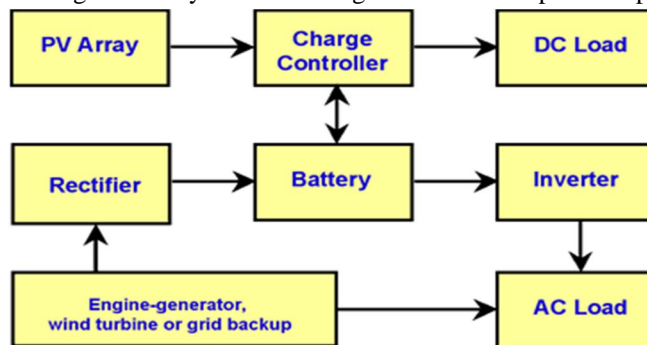 PV Array
Charge
Controller
DC Load
Rectifier
Battery
Inverter
Engine-generator,
wind turbine or grid backup
AC Load